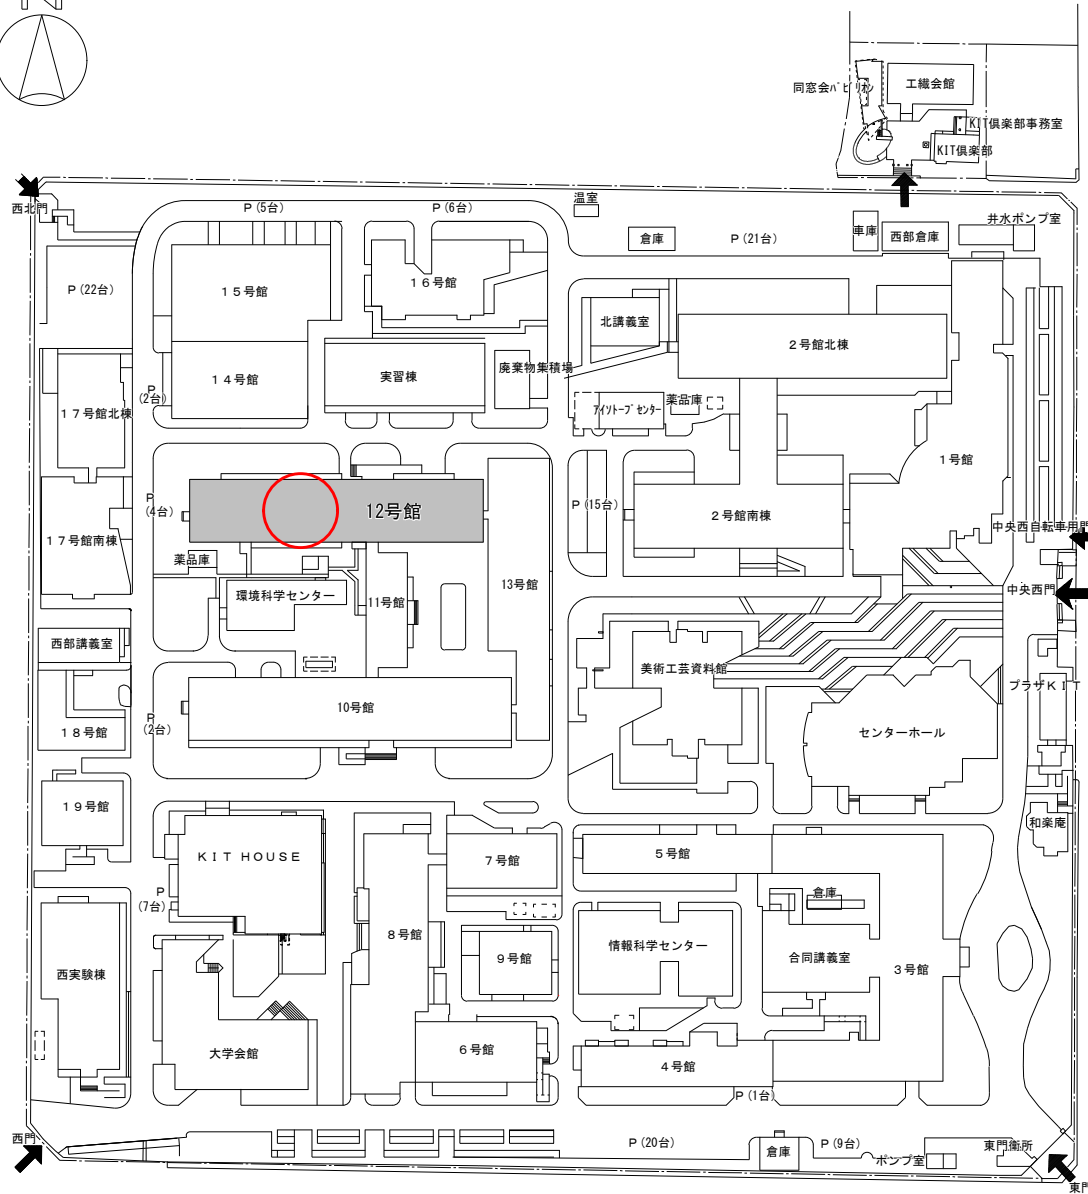 同窓会パビリオン
工繊会館
KIT倶楽部事務室
KIT倶楽部
西北門
P (5台)
P (6台)
温室
倉庫
P (21台)
車庫
西部倉庫
井水ポンプ室
P (22台)
15号館
16号館
北講義室
2号館北棟
14号館
実習棟
廃棄物集積場
P
(2台)
17号館北棟
アイソトープセンター
薬品庫
1号館
P
(4台)
12号館
P (15台)
2号館南棟
中央西自転車用門
17号館南棟
薬品庫
環境科学センター
11号館
13号館
中央西門
西部講義室
美術工芸資料館
プラザKIT
18号館
P
(2台)
10号館
センターホール
19号館
和楽庵
KIT HOUSE
7号館
5号館
P
(7台)
倉庫
8号館
9号館
情報科学センター
合同講義室
3号館
西実験棟
大学会館
6号館
4号館
P (1台)
西門
P (20台)
倉庫
P (9台)
ポンプ室
東門衛所
東門